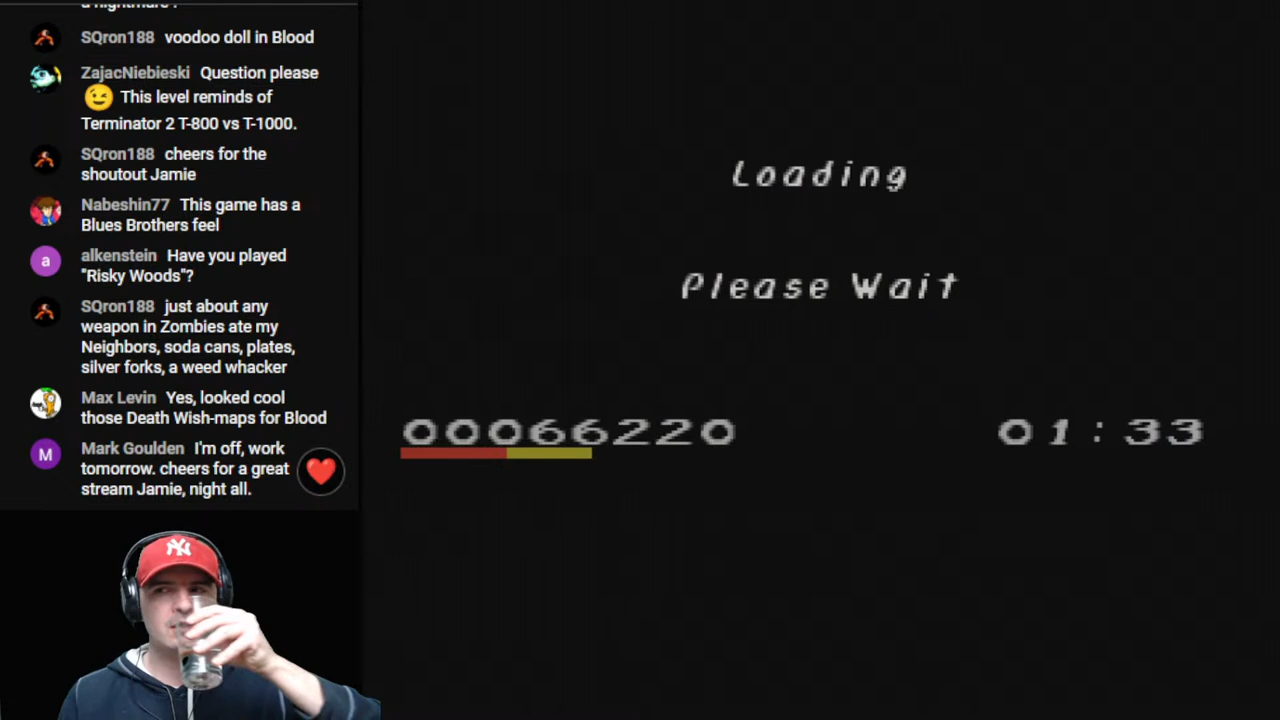 SQron188 voodoo doll in Blood
ZajacNiebieski Question please
😉 This level reminds of
Terminator 2 T-800 vs T-1000.
SQron188 cheers for the
shoutout Jamie
Nabeshin77 This game has a
Blues Brothers feel
a
alkenstein Have you played
"Risky Woods"?
SQron188 just about any
weapon in Zombies ate my
Neighbors, soda cans, plates,
silver forks, a weed whacker
Max Levin Yes, looked cool
those Death Wish-maps for Blood
M
Mark Goulden I'm off, work
tomorrow. cheers for a great
stream Jamie, night all.
Loading
Please Wait
00066220
01:33
NY